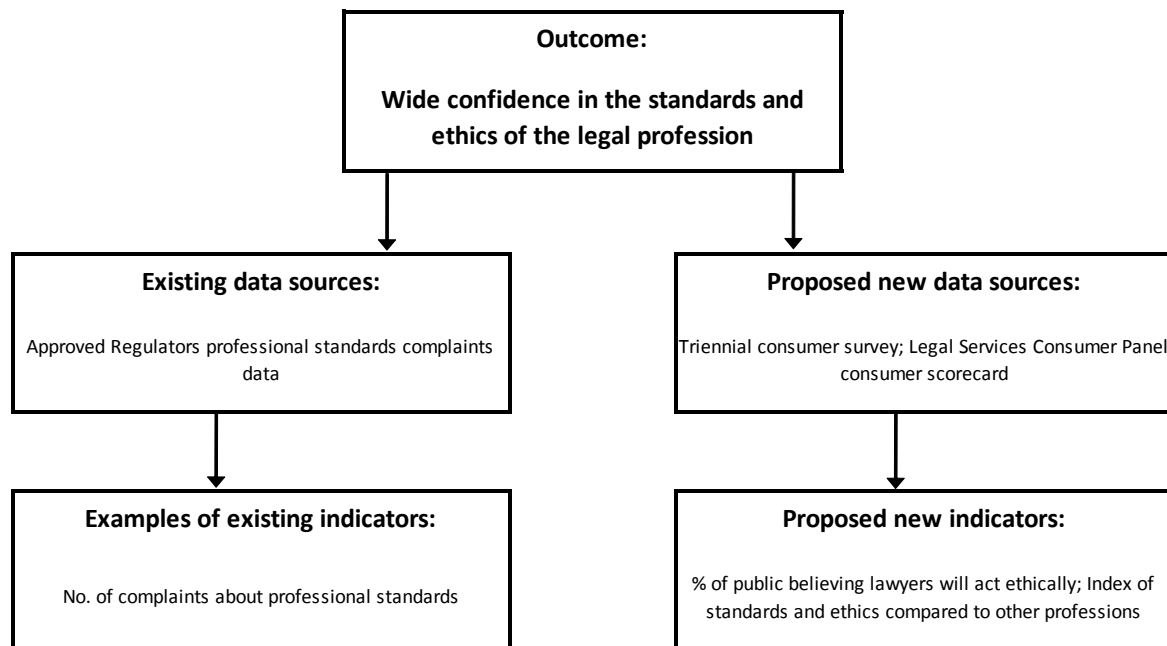 Outcome:
Wide confidence in the standards and
ethics of the legal profession
Existing data sources:
Approved Regulators professional standards complaints
data
Proposed new data sources:
Triennial consumer survey; Legal Services Consumer Panel
consumer scorecard
Examples of existing indicators:
No. of complaints about professional standards
Proposed new indicators:
% of public believing lawyers will act ethically; Index of
standards and ethics compared to other professions